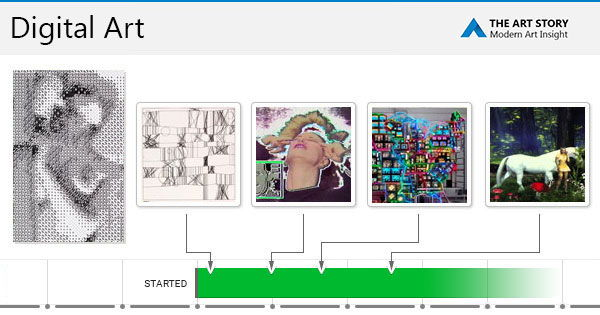 Digital Art
THE ART STORY
Modern Art Insight
STARTED